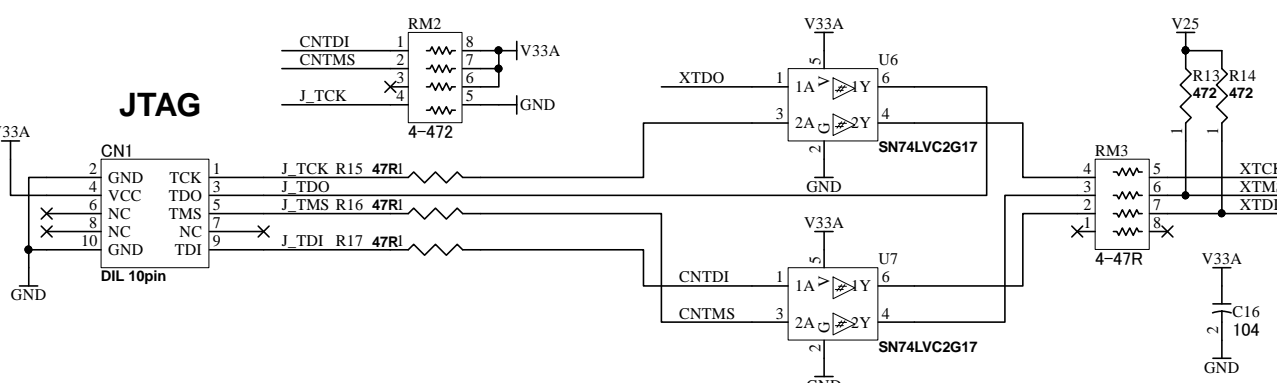 RM2
CNTDI 1 8 V33A
CNTMS 2 7
3 6
J_TCK 4 5 GND
4-472
JTAG
CN1
2 GND TCK 1 J_TCK R15 47R 1
4 VCC TDO 3 J_TDO
6 NC TMS 5 J_TMS R16 47R 1
8 NC NC 7
10 GND TDI 9 J_TDI R17 47R 1
DIL 10pin
GND
V33A
5 U6
XTDO 1 1A V # 1Y 6
3 2A G # 2Y 4
2 SN74LVC2G17
GND
V33A
5 U7
CNTDI 1 1A V # 1Y 6
CNTMS 3 2A G # 2Y 4
2 SN74LVC2G17
GND
V25
R13 R14
472 472
1 1
RM3
4 5 XTCK
3 6
2 7 XTDI
1 8
4-47R
V33A
C16
2 104
GND